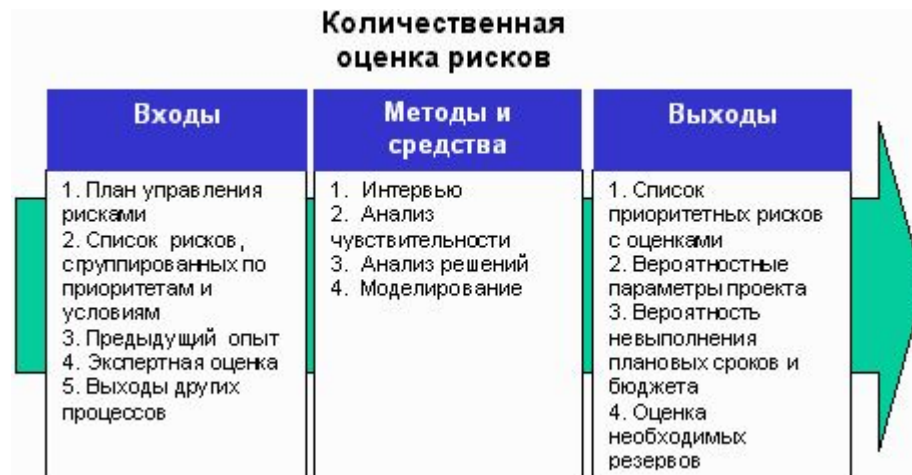 Количественная
оценка рисков
Входы
1. План управления
рисками
2. Список рисков,
сгруппированных по
приоритетам и
условиям
3. Предыдущий опыт
4. Экспертная оценка
5. Выходы других
процессов
Методы и
средства
1. Интервью
2. Анализ
чувствительности
3. Анализ решений
4. Моделирование
Выходы
1. Список
приоритетных рисков
с оценками
2. Вероятностные
параметры проекта
3. Вероятность
невыполнения
плановых сроков и
бюджета
4. Оценка
необходимых
резервов